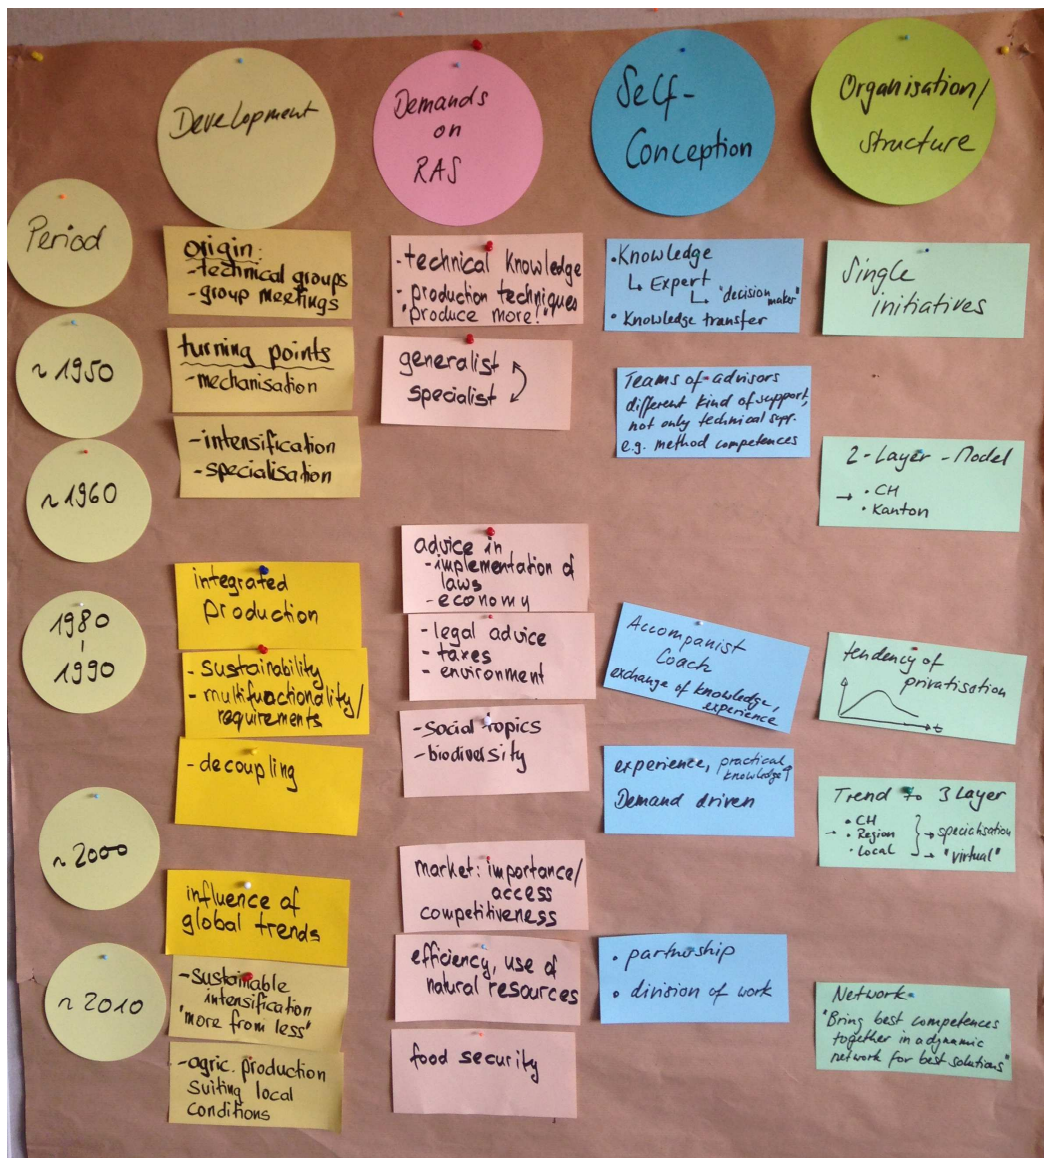 Development
Demands
on
RAS
Self-
Conception
Organisation/
structure
Period
origin:
-technical groups
-group meetings
-technical knowledge
-production techniques
"produce more!"
•Knowledge
↳ Expert
↳ "decision maker"
• Knowledge transfer
Single
initiatives
~1950
turning points
-mechanisation
generalist
specialist
Teams of advisors
different kind of support,
not only technical supr.
e.g. method competences
~1960
-intensification
-specialisation
2-Layer-Model
→ • CH
• Kanton
1980
-
1990
integrated
production
-sustainability
-multifunctionality/
requirements
-decoupling
advice in
-implementation of
laws
-economy
-legal advice
-taxes
-environment
-social topics
-biodiversity
Accompanist
Coach
exchange of knowledge,
experience
experience, practical
knowledge↑
Demand driven
tendency of
privatisation
t
Trend to 3 Layer
• CH
→ • Region
• Local
→ specialisation
→ "virtual"
~2000
influence of
global trends
market: importance/
access
competitiveness
~2010
-sustainable
intensification
"more from less"
-agric. production
suiting local
conditions
efficiency, use of
natural resources
food security
• partnership
• division of work
Network
"Bring best competences
together in a dynamic
network for best solutions"